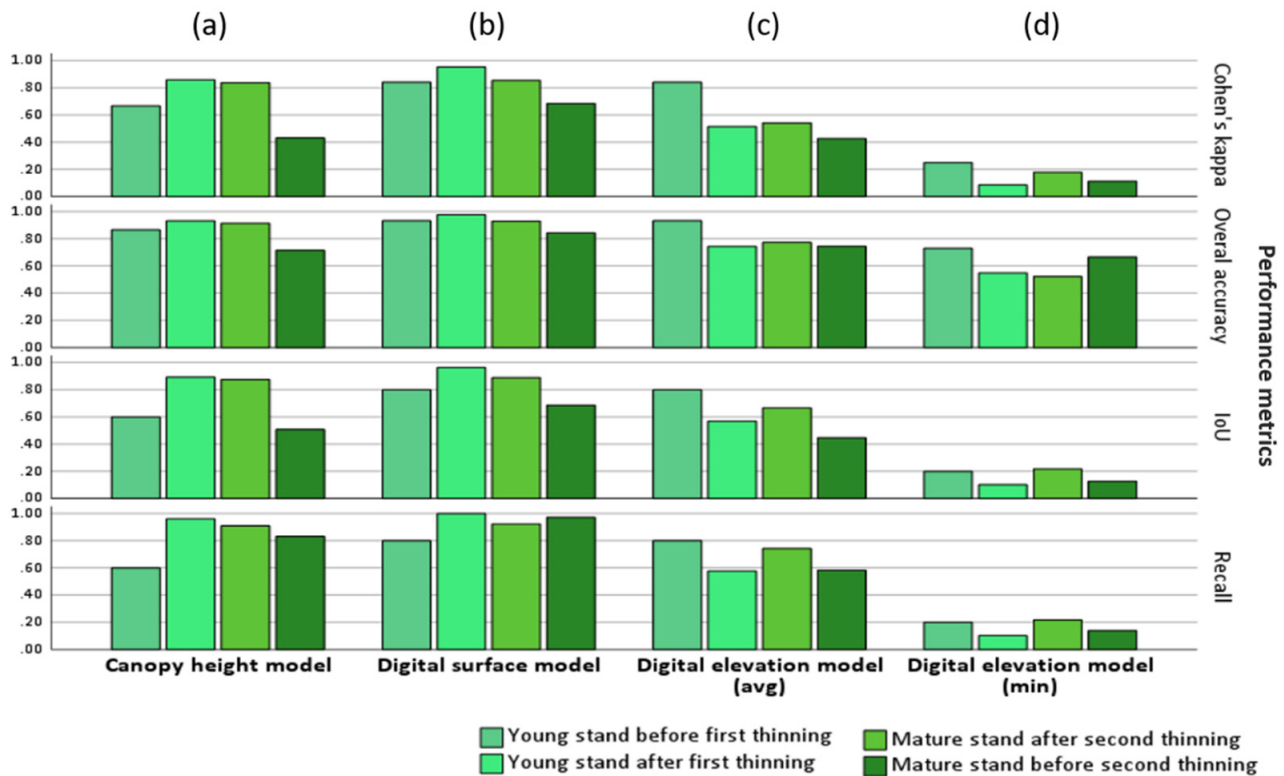 (a) (b) (c) (d)
1.00
.80
.60
.40
.20
.00
Cohen's kappa
1.00
.80
.60
.40
.20
.00
Overal accuracy
1.00
.80
.60
.40
.20
.00
IoU
1.00
.80
.60
.40
.20
.00
Recall
Performance metrics
Canopy height model
Digital surface model
Digital elevation model
(avg)
Digital elevation model
(min)
Young stand before first thinning
Young stand after first thinning
Mature stand after second thinning
Mature stand before second thinning